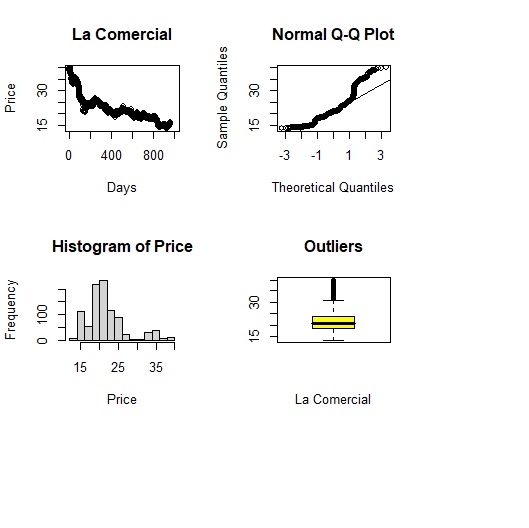 La Comercial
Price
15
30
0
400
800
Days
Normal Q-Q Plot
Sample Quantiles
15
30
-3
-1
1
3
Theoretical Quantiles
Histogram of Price
Frequency
0
100
15
25
35
Price
Outliers
15
30
La Comercial